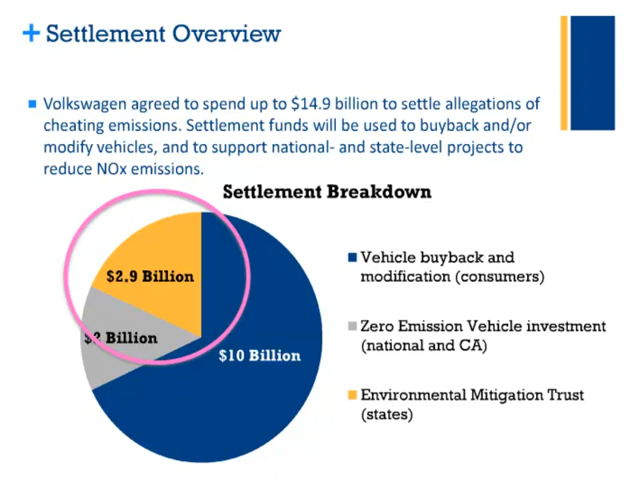 + Settlement Overview
Volkswagen agreed to spend up to $14.9 billion to settle allegations of
cheating emissions. Settlement funds will be used to buyback and/or
modify vehicles, and to support national- and state-level projects to
reduce NOx emissions.
Settlement Breakdown
$2.9 Billion
$2 Billion
$10 Billion
Vehicle buyback and
modification (consumers)
Zero Emission Vehicle investment
(national and CA)
Environmental Mitigation Trust
(states)